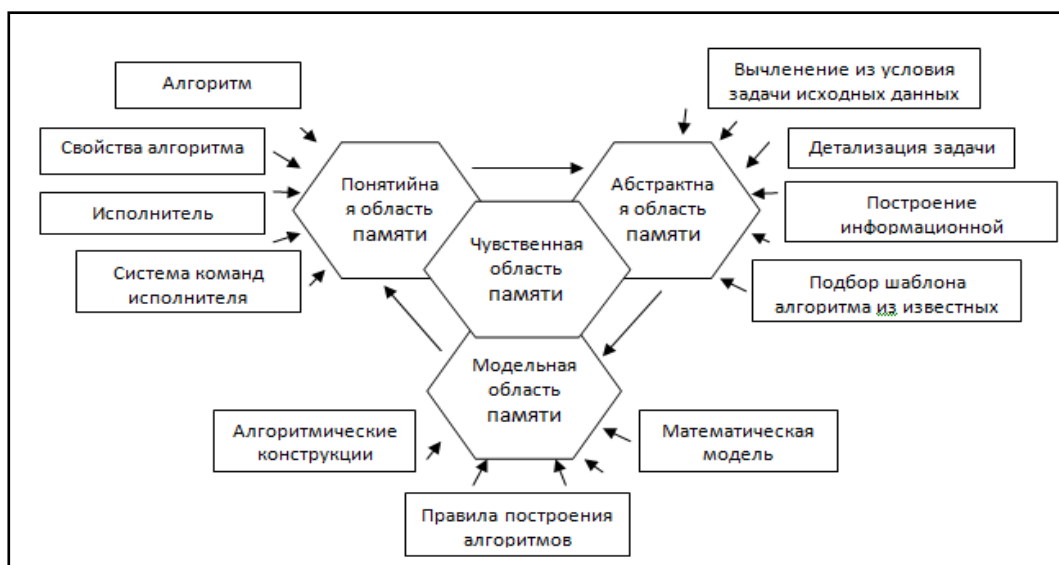 Алгоритм
Свойства алгоритма
Исполнитель
Система команд
исполнителя
Понятийна
я область
памяти
Чувственная
область
памяти
Абстрактна
я область
памяти
Вычленение из условия
задачи исходных данных
Детализация задачи
Построение
информационной
Подбор шаблона
алгоритма из известных
Модельная
область
памяти
Алгоритмические
конструкции
Правила построения
алгоритмов
Математическая
модель